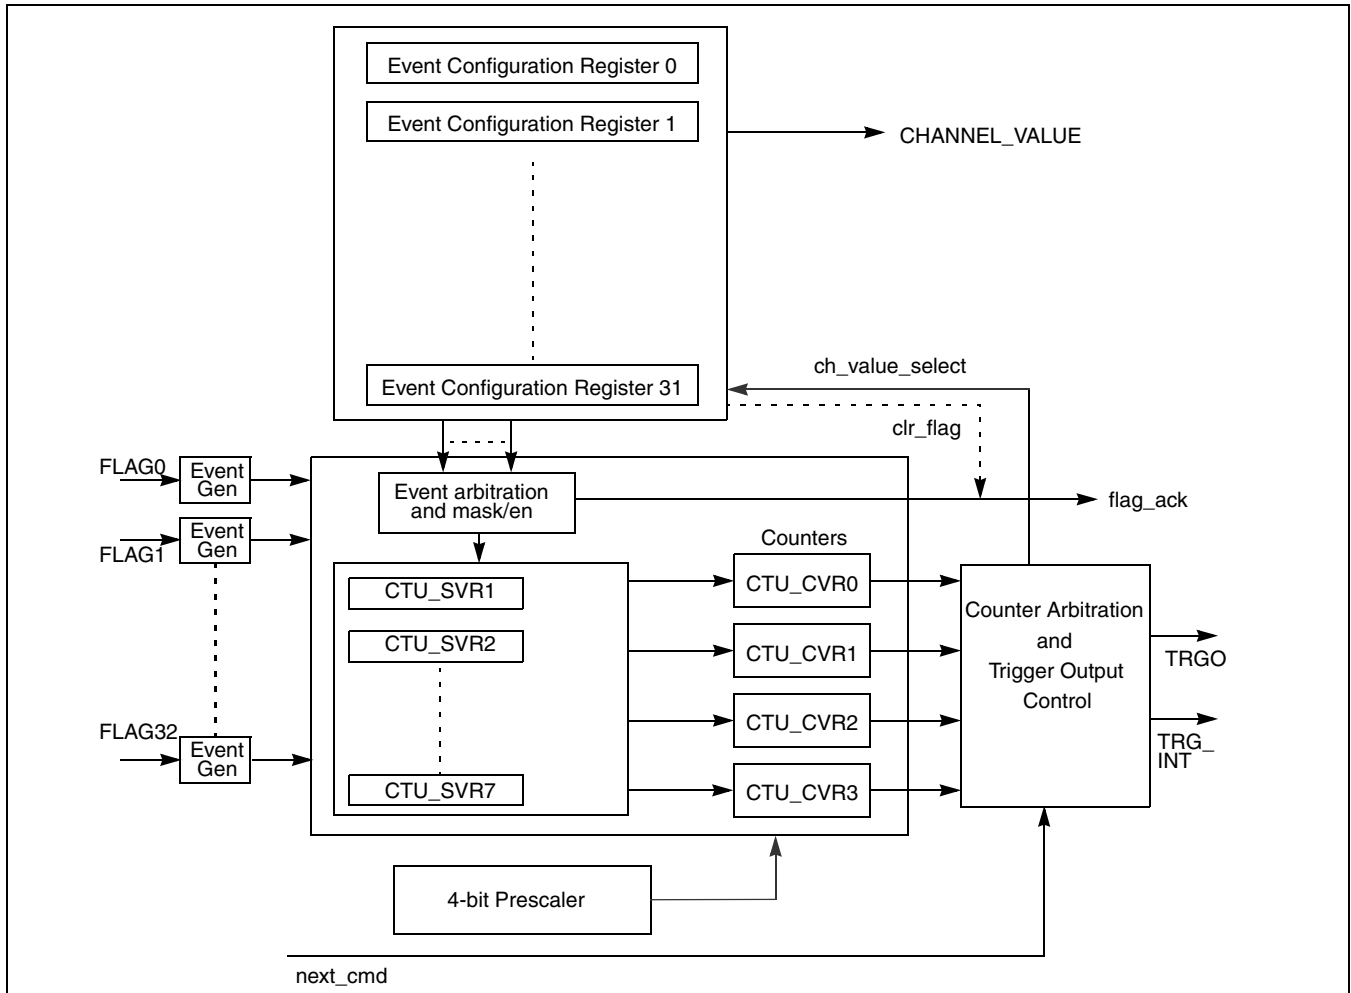 Event Configuration Register 0
Event Configuration Register 1
CHANNEL_VALUE
Event Configuration Register 31
ch_value_select
clr_flag
FLAG0
Event
Gen
Event arbitration
and mask/en
flag_ack
FLAG1
Event
Gen
Counters
CTU_SVR1
CTU_CVR0
CTU_SVR2
CTU_CVR1
Counter Arbitration
and
Trigger Output
Control
TRGO
CTU_CVR2
FLAG32
Event
Gen
TRG_
INT
CTU_SVR7
CTU_CVR3
4-bit Prescaler
next_cmd